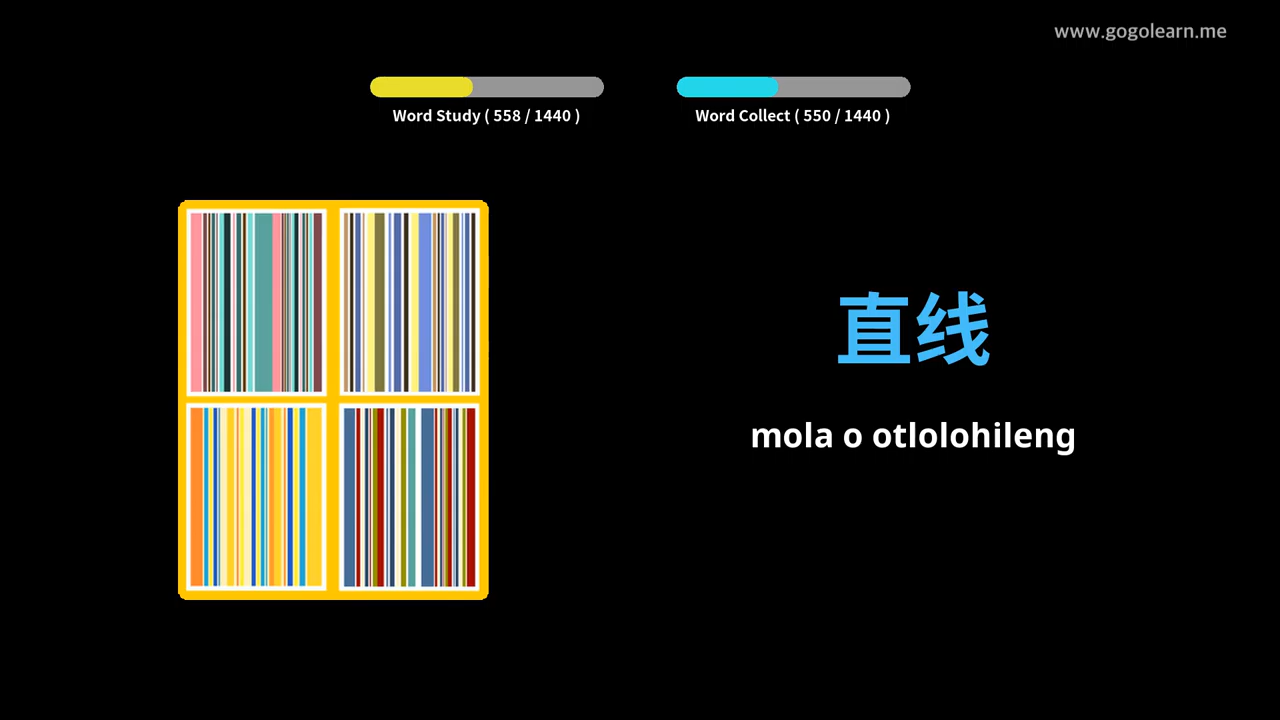 www.gogolearn.me
Word Study ( 558 / 1440 )
Word Collect ( 550 / 1440 )
直线
mola o otlolohileng